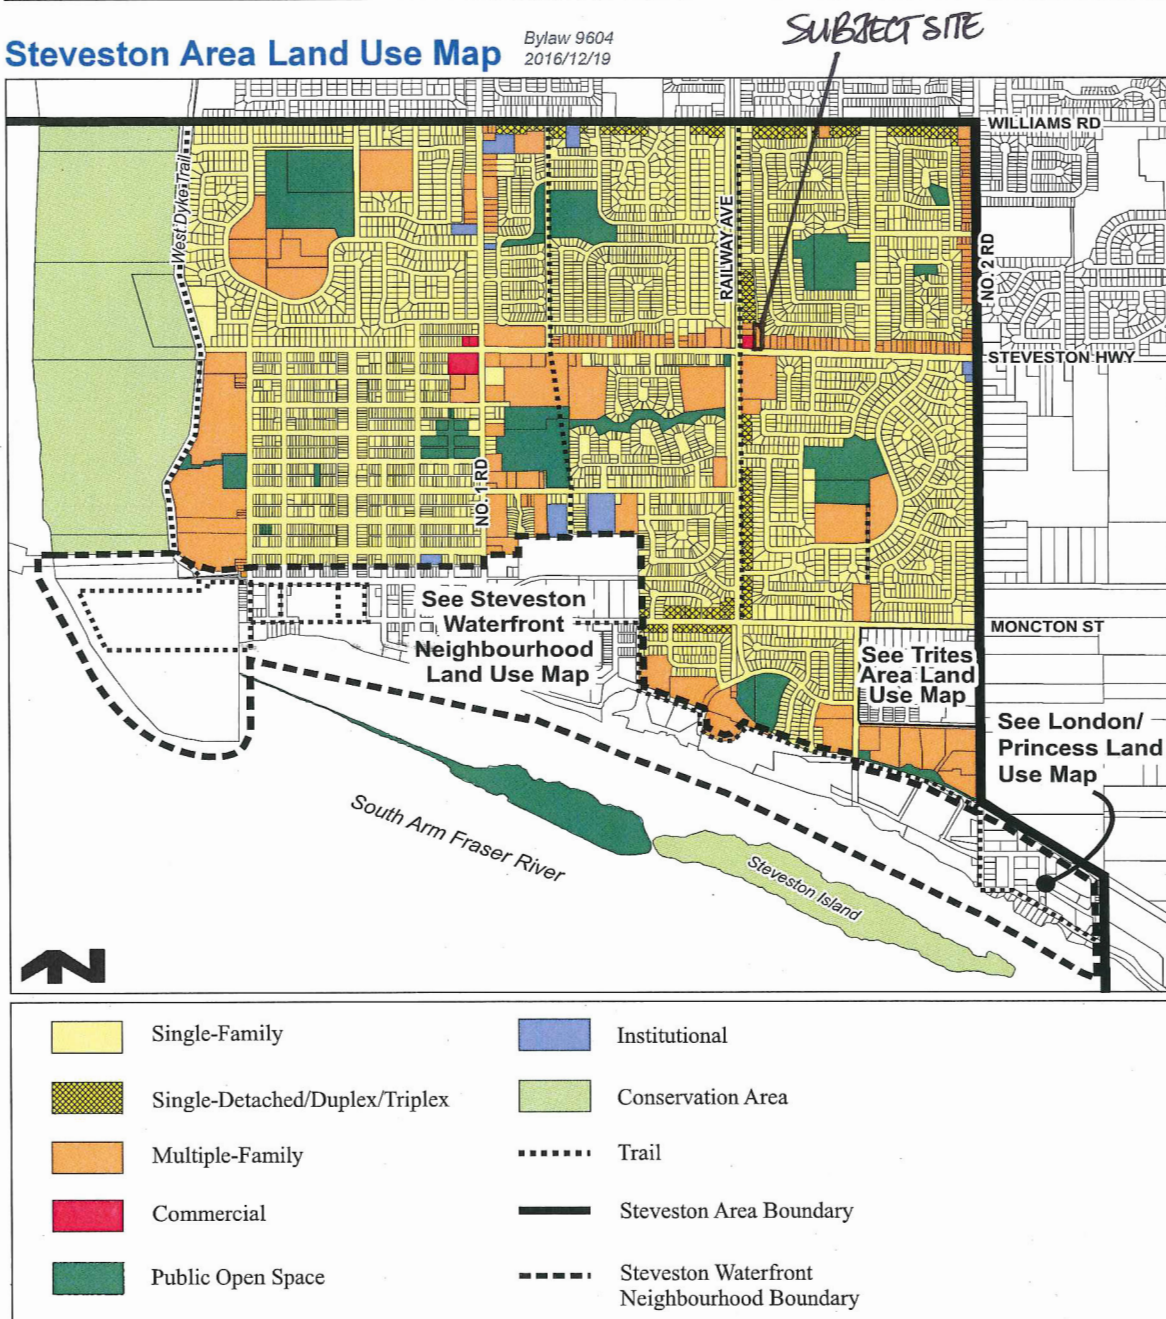 Steveston Area Land Use Map
Bylaw 9604
2016/12/19
SUBJECT SITE
WILLIAMS RD
West Dyke Trail
RAILWAY AVE
NO. 2 RD
STEVESTON HWY
NO. 1 RD
See Steveston
Waterfront
Neighbourhood
Land Use Map
MONCTON ST
See Trites
Area Land
Use Map
See London/
Princess Land
Use Map
South Arm Fraser River
Steveston Island
N
Single-Family
Single-Detached/Duplex/Triplex
Multiple-Family
Commercial
Public Open Space
Institutional
Conservation Area
Trail
Steveston Area Boundary
Steveston Waterfront
Neighbourhood Boundary